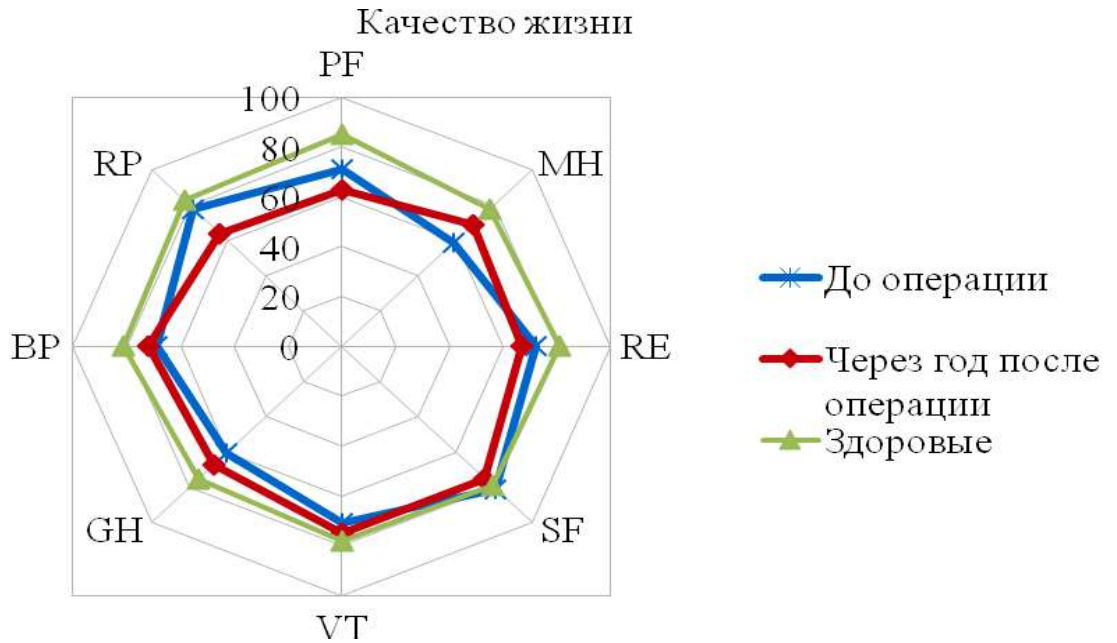 Качество жизни
PF
100
RP
MH
80
60
40
20
BP
0
RE
GH
SF
VT
До операции
Через год после
операции
Здоровые